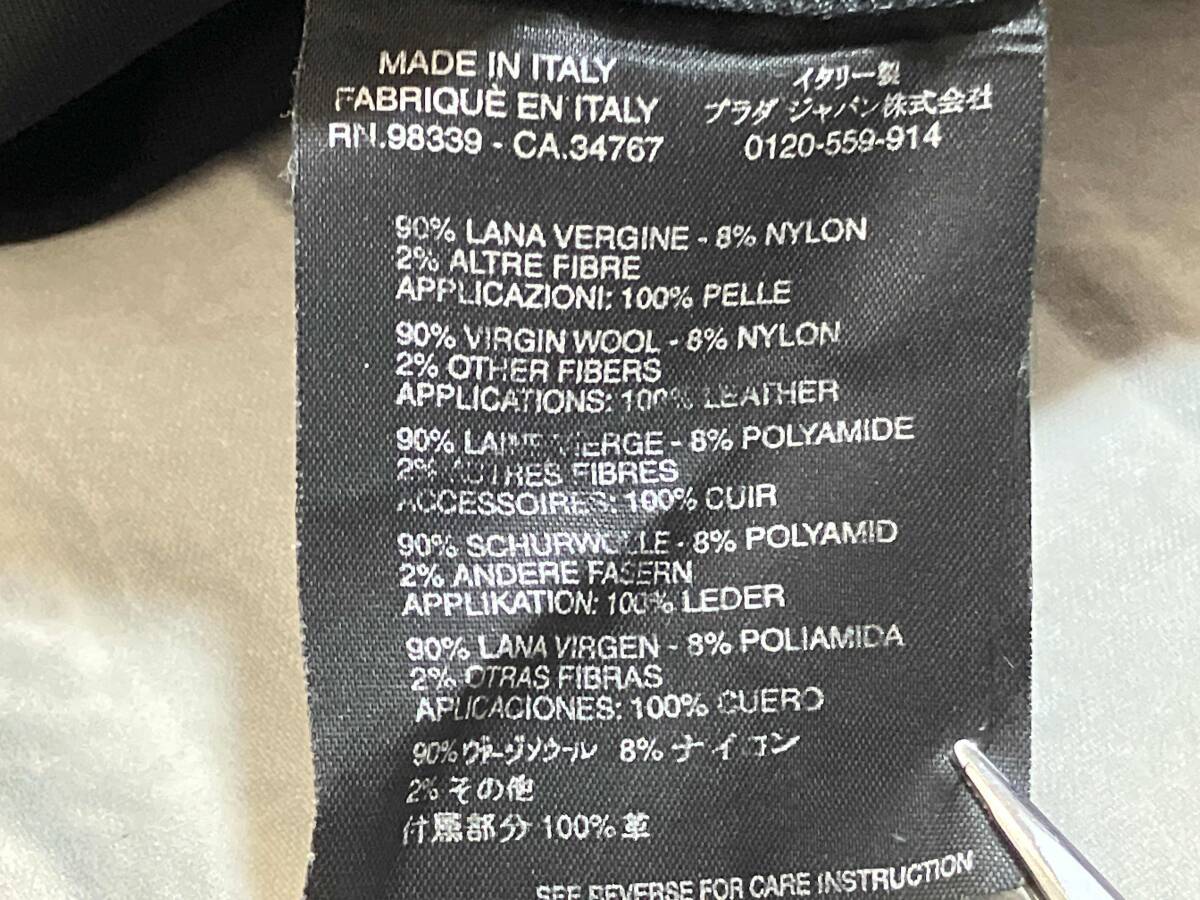 MADE IN ITALY
FABRIQUÈ EN ITALY
RN.98339 - CA.34767
イタリー製
プラダ ジャパン株式会社
0120-559-914
90% LANA VERGINE - 8% NYLON
2% ALTRE FIBRE
APPLICAZIONI: 100% PELLE
90% VIRGIN WOOL - 8% NYLON
2% OTHER FIBERS
APPLICATIONS: 100% LEATHER
90% LAINE VIERGE - 8% POLYAMIDE
2% AUTRES FIBRES
ACCESSOIRES: 100% CUIR
90% SCHURWOLLE - 8% POLYAMID
2% ANDERE FASERN
APPLIKATION: 100% LEDER
90% LANA VIRGEN - 8% POLIAMIDA
2% OTRAS FIBRAS
APLICACIONES: 100% CUERO
90% ヴァージンウール 8% ナイロン
2% その他
付属部分 100% 革
SEE REVERSE FOR CARE INSTRUCTION